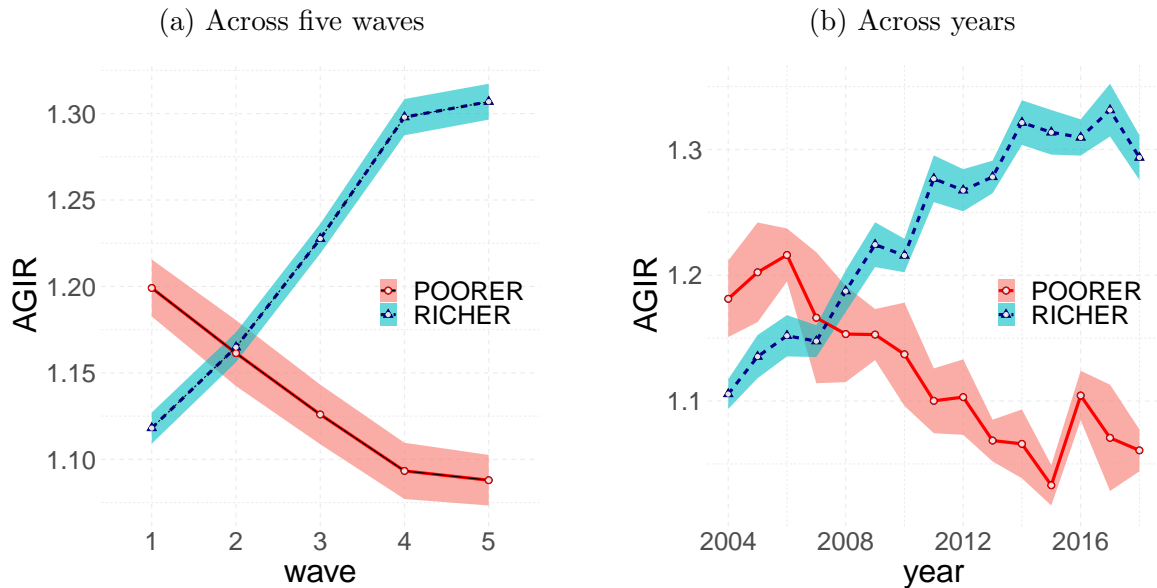 (a) Across five waves
1.30
1.25
1.20
1.15
1.10
AGIR
POORER
RICHER
1 2 3 4 5
wave
(b) Across years
1.3
1.2
1.1
AGIR
POORER
RICHER
2004 2008 2012 2016
year